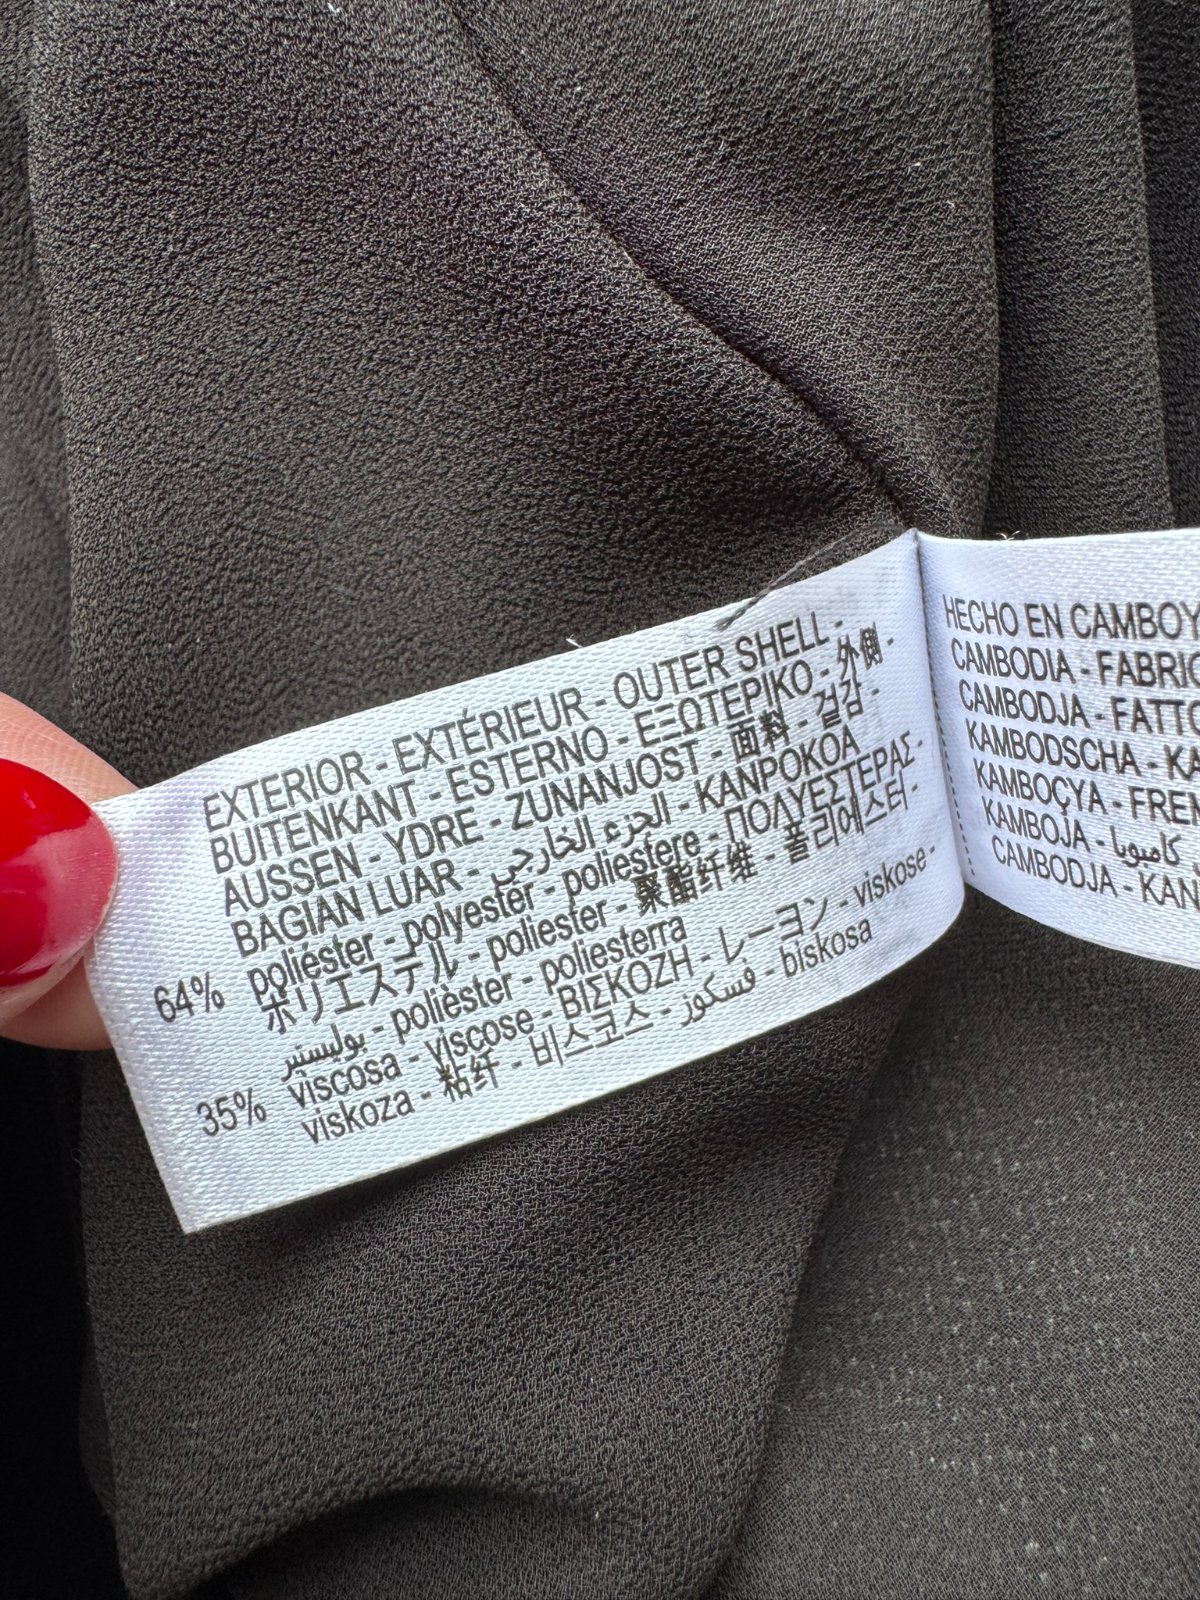 EXTERIOR - EXTÉRIEUR - OUTER SHELL -
BUITENKANT - ESTERNO - ΕΞΩΤΕΡΙΚΟ - 外側 -
AUSSEN - YDRE - ZUNANJOST - 面料 - 겉감 -
BAGIAN LUAR - الجزء الخارجي - KANPOKOA
64% poliéster - polyester - poliestere - ΠΟΛΥΕΣΤΕΡΑΣ -
ポリエステル - poliester - 聚酯纤维 - 폴리에스터 -
بوليستير - polièster - poliesterra
35% viscosa - viscose - ΒΙΣΚΟΖΗ - レーヨン - viskose -
viskoza - 粘纤 - 비스코스 - فسكوز - biskosa
HECHO EN CAMBOY
CAMBODIA - FABRIC
CAMBODJA - FATTO
KAMBODSCHA - KA
KAMBOÇYA - FREI
KAMBOJA - كامبوديا
CAMBODJA - KAN